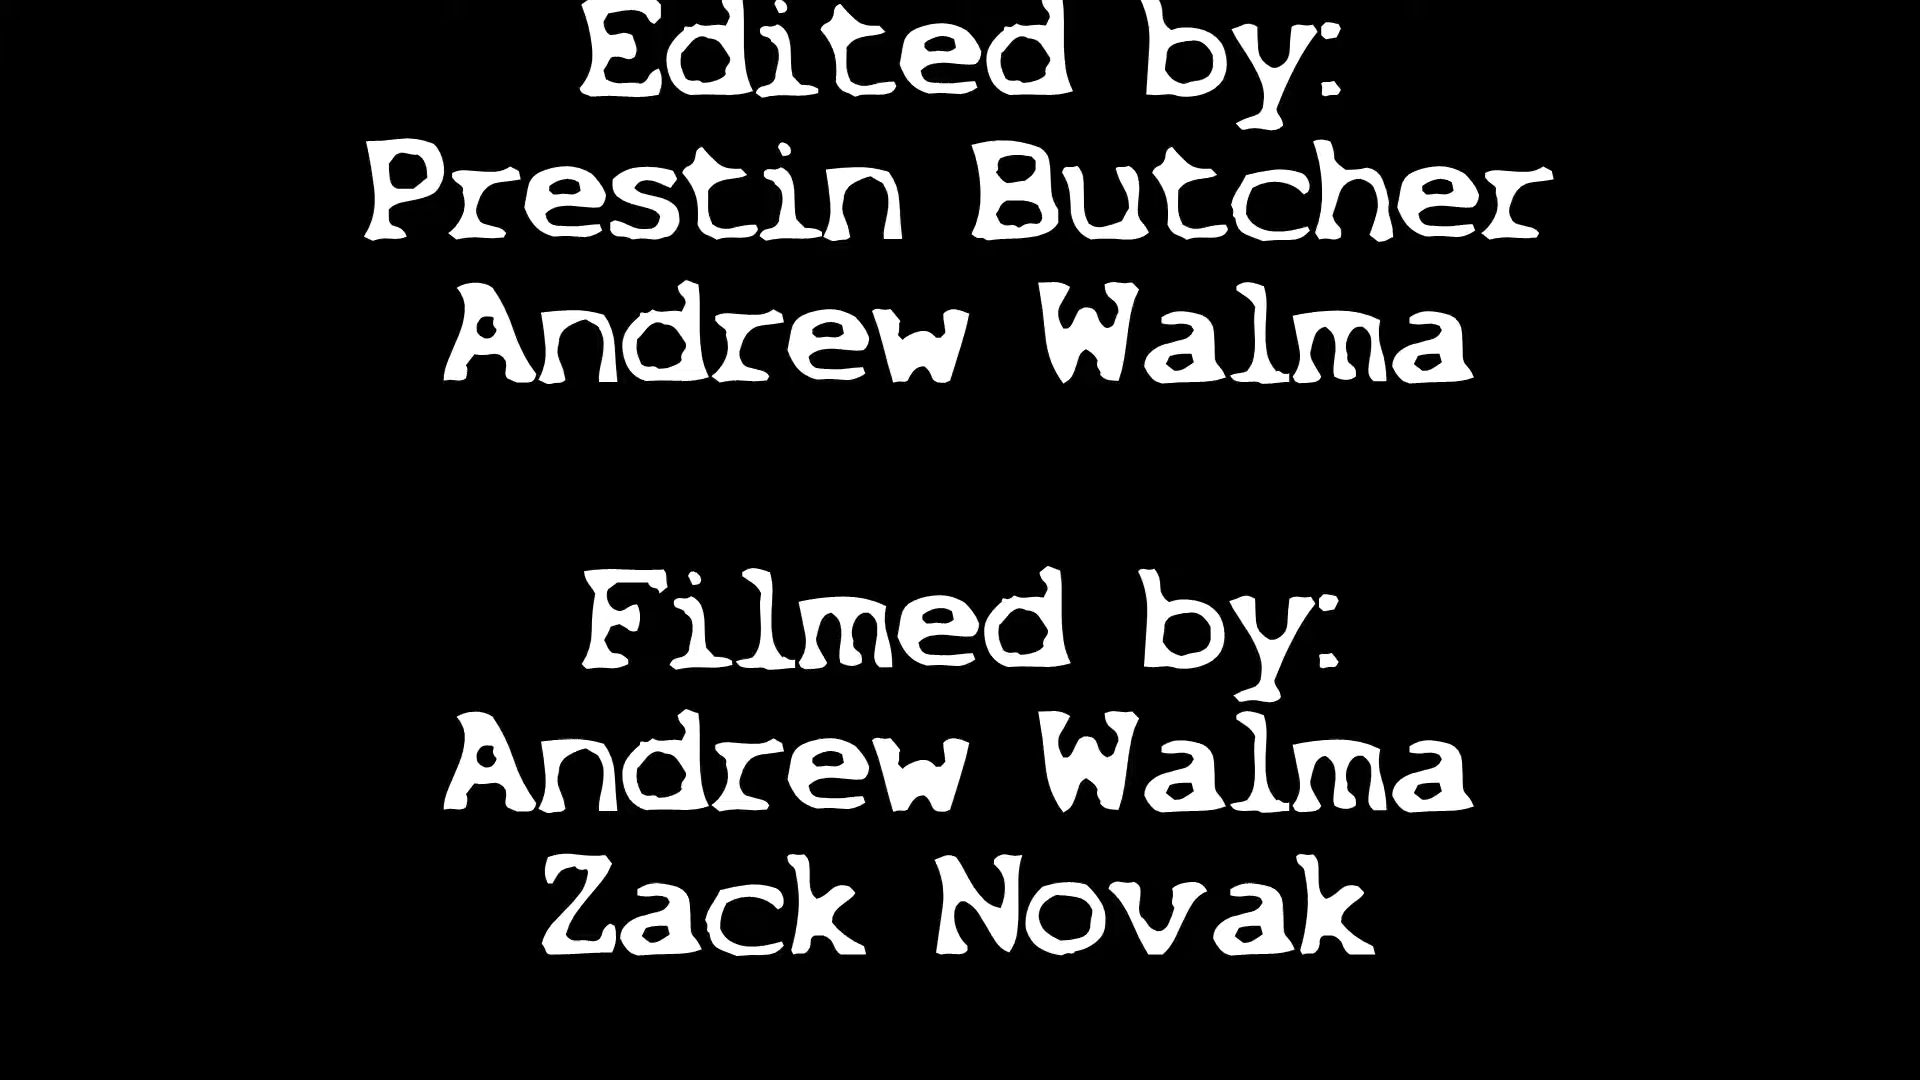 Edited by:
Prestin Butcher
Andrew Walma
Filmed by:
Andrew Walma
Zack Novak